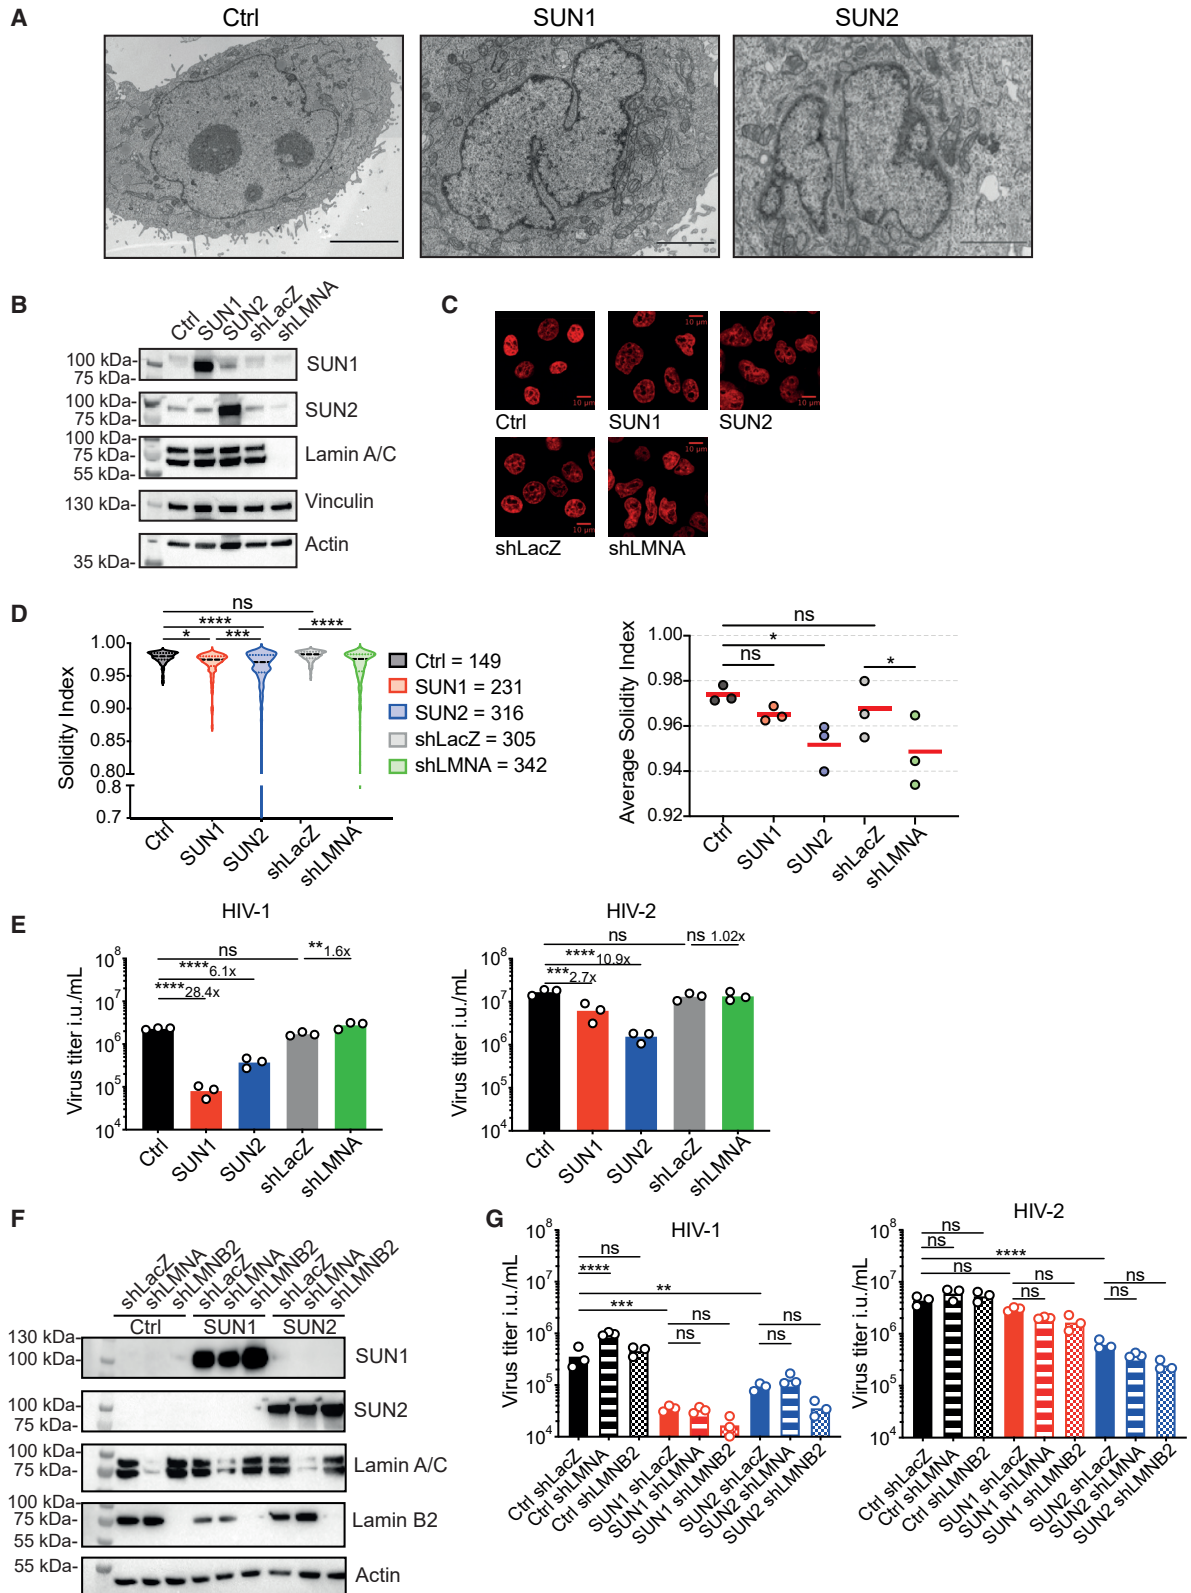 A
Ctrl
SUN1
SUN2
B
Ctrl
SUN1
SUN2
shLacZ
shLMNA
100 kDa-
75 kDa-
SUN1
100 kDa-
75 kDa-
SUN2
100 kDa-
75 kDa-
55 kDa-
Lamin A/C
130 kDa-
Vinculin
35 kDa-
Actin
C
10 µm
10 µm
10 µm
10 µm
10 µm
10 µm
Ctrl
SUN1
SUN2
shLacZ
shLMNA
D
ns
****
* *** ****
Solidity Index
1.00
0.95
0.90
0.85
0.80
0.8
0.7
Ctrl
SUN1
SUN2
shLacZ
shLMNA
Ctrl = 149
SUN1 = 231
SUN2 = 316
shLacZ = 305
shLMNA = 342
ns
*
ns
*
Average Solidity Index
1.00
0.98
0.96
0.94
0.92
Ctrl
SUN1
SUN2
shLacZ
shLMNA
E
HIV-1
ns
**1.6x
****6.1x
****28.4x
Virus titer i.u./mL
10^8
10^7
10^6
10^5
10^4
Ctrl
SUN1
SUN2
shLacZ
shLMNA
HIV-2
ns
ns 1.02x
****10.9x
***2.7x
Virus titer i.u./mL
10^8
10^7
10^6
10^5
10^4
Ctrl
SUN1
SUN2
shLacZ
shLMNA
F
shLacZ
shLMNA
shLMNB2
shLacZ
shLMNA
shLMNB2
shLacZ
shLMNA
shLMNB2
Ctrl
SUN1
SUN2
130 kDa-
100 kDa-
SUN1
100 kDa-
75 kDa-
SUN2
100 kDa-
75 kDa-
Lamin A/C
100 kDa-
75 kDa-
55 kDa-
Lamin B2
55 kDa-
Actin
G
HIV-1
ns
****
**
***
ns
ns
ns
ns
Virus titer i.u./mL
10^8
10^7
10^6
10^5
10^4
Ctrl shLacZ
Ctrl shLMNA
Ctrl shLMNB2
SUN1 shLacZ
SUN1 shLMNA
SUN1 shLMNB2
SUN2 shLacZ
SUN2 shLMNA
SUN2 shLMNB2
HIV-2
ns
ns
****
ns
ns
ns
ns
ns
Virus titer i.u./mL
10^8
10^7
10^6
10^5
10^4
Ctrl shLacZ
Ctrl shLMNA
Ctrl shLMNB2
SUN1 shLacZ
SUN1 shLMNA
SUN1 shLMNB2
SUN2 shLacZ
SUN2 shLMNA
SUN2 shLMNB2